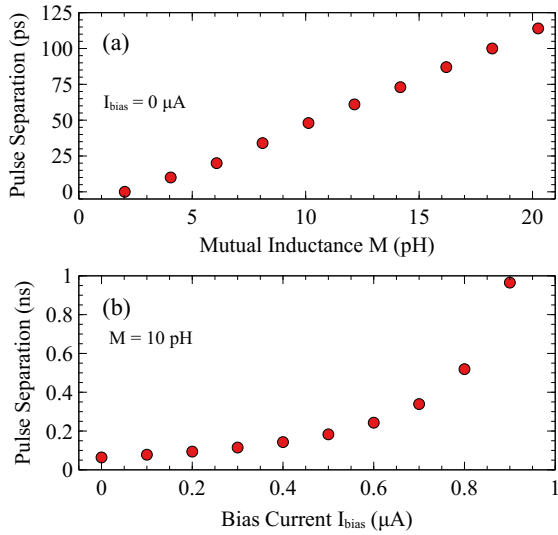 125
100
75
50
25
0
Pulse Separation (ps)
(a)
I_bias = 0 μA
0 5 10 15 20
Mutual Inductance M (pH)
1
0.8
0.6
0.4
0.2
0
Pulse Separation (ns)
(b)
M = 10 pH
0 0.2 0.4 0.6 0.8 1
Bias Current I_bias (μA)